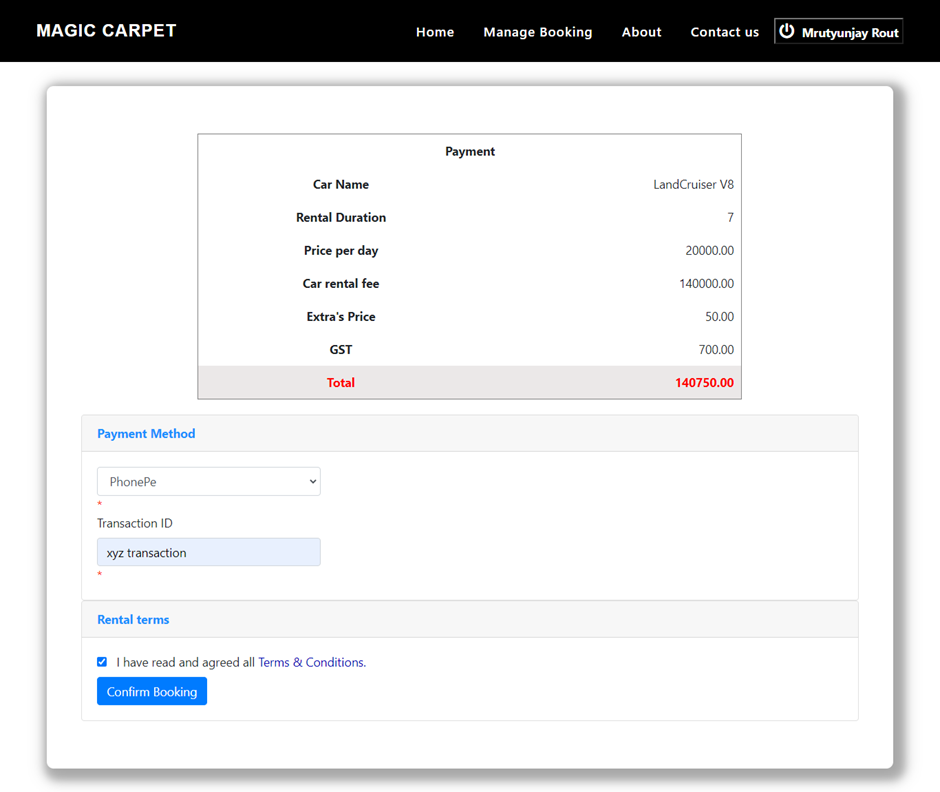 MAGIC CARPET
Home Manage Booking About Contact us Mrutyunjay Rout
Payment
Car Name LandCruiser V8
Rental Duration 7
Price per day 20000.00
Car rental fee 140000.00
Extra's Price 50.00
GST 700.00
Total 140750.00
Payment Method
PhonePe
*
Transaction ID
xyz transaction
*
Rental terms
I have read and agreed all Terms & Conditions.
Confirm Booking